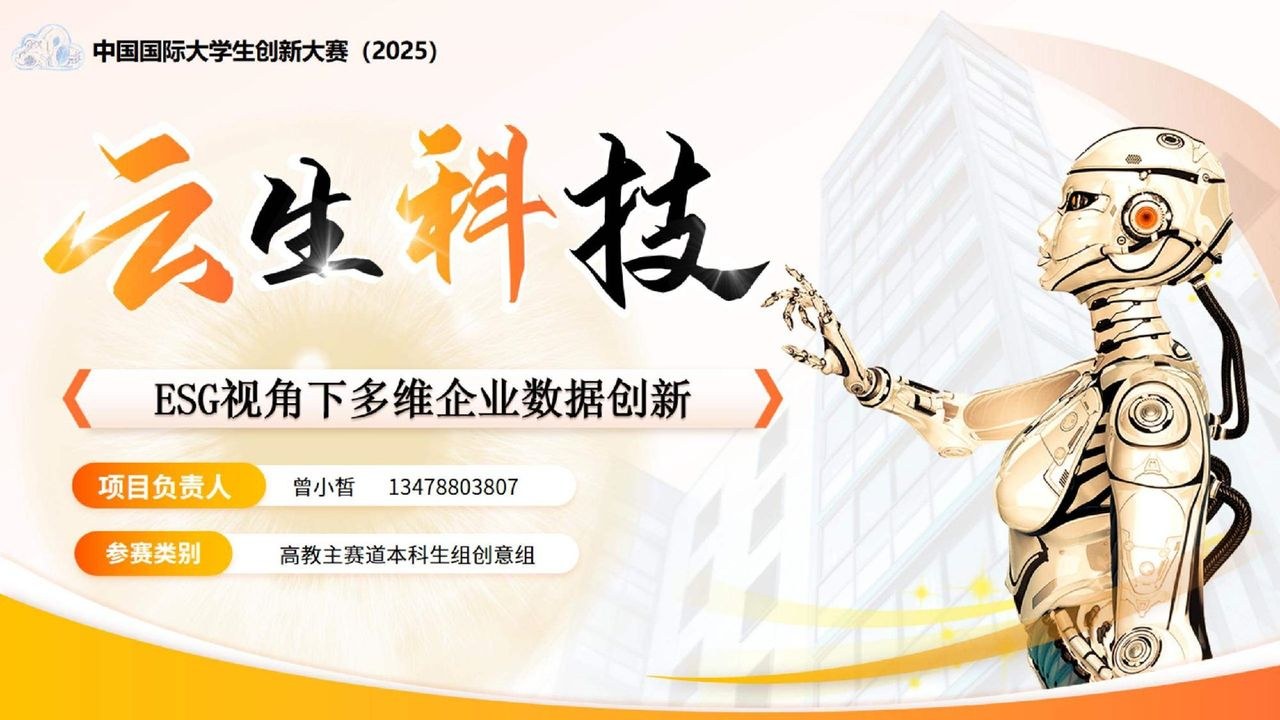 中国国际大学生创新大赛（2025）
云生科技
ESG视角下多维企业数据创新
项目负责人 曾小皙 13478803807
参赛类别 高教主赛道本科生组创意组